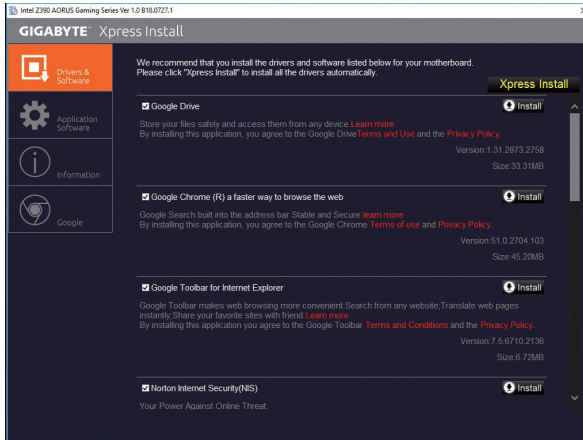 Intel Z390 AORUS Gaming Series Ver 1.0 B18.0727.1
GIGABYTE™ Xpress Install
Drivers &
Software
Application
Software
Information
Google
We recommend that you install the drivers and software listed below for your motherboard.
Please click "Xpress Install" to install all the drivers automatically.
Xpress Install
Google Drive
Install
Store your files safely and access them from any device.Learn more
By installing this application, you agree to the Google DriveTerms and Use and the Privacy Policy.
Version:1.31.2873.2758
Size:33.31MB
Google Chrome (R) a faster way to browse the web
Install
Google Search built into the address bar Stable and Secure learn more
By installing this application, you agree to the Google Chrome Terms of use and Privacy Policy.
Version:51.0.2704.103
Size:45.20MB
Google Toolbar for Internet Explorer
Install
Google Toolbar makes web browsing more convenient:Search from any website;Translate web pages
instantly;Share your favorite sites with friend.Learn more
By installing this application you agree to the Google Toolbar Terms and Conditions and the Privacy Policy.
Version:7.5.6710.2136
Size:6.72MB
Norton Internet Security(NIS)
Install
Your Power Against Online Threat.